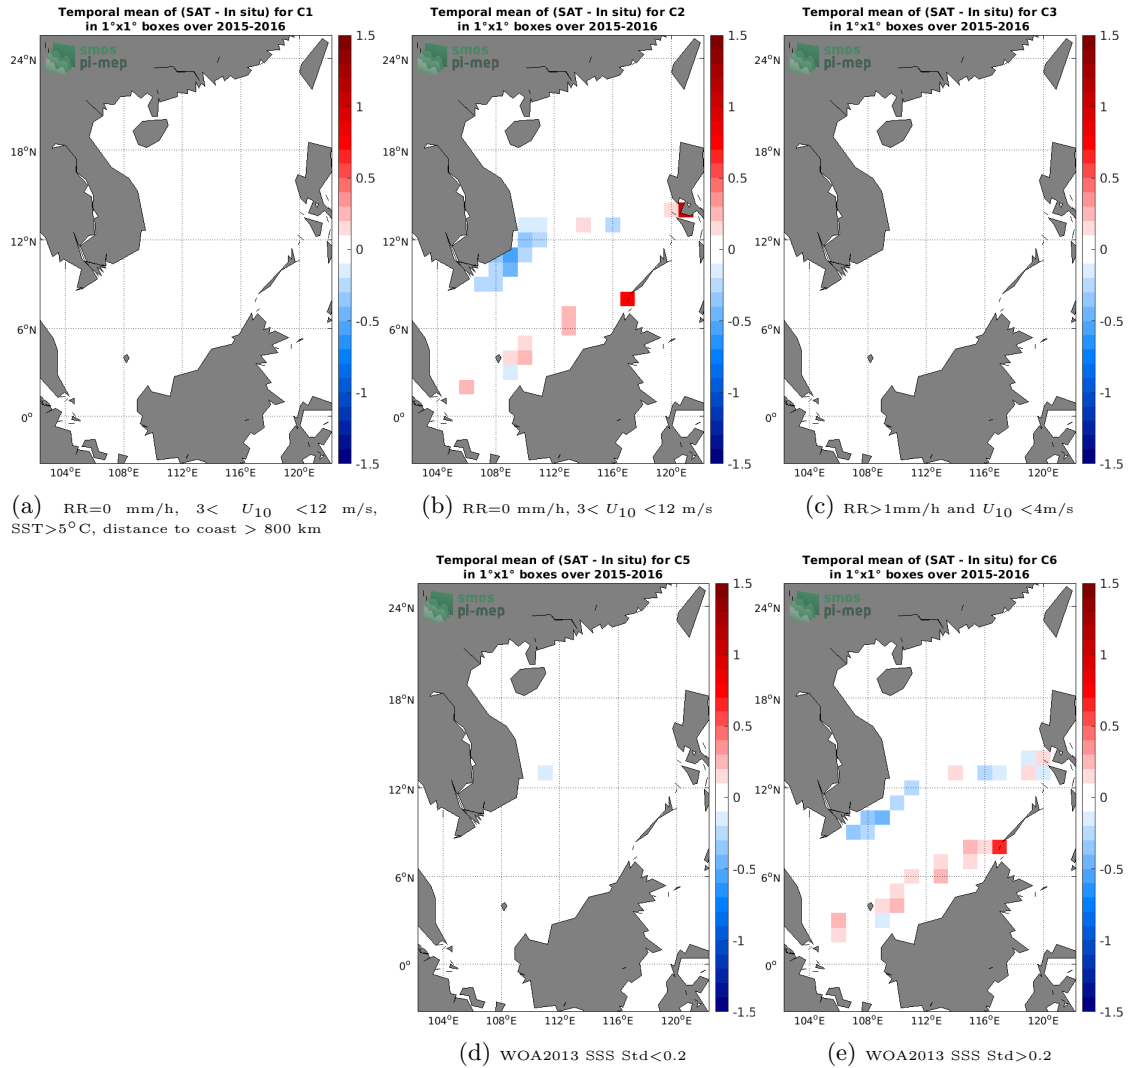 Temporal mean of (SAT - In situ) for C1
in 1°x1° boxes over 2015-2016
smos
pi-mep
24°N
18°N
12°N
6°N
0°
104°E 108°E 112°E 116°E 120°E
1.5
1
0.5
0
-0.5
-1
-1.5
(a) RR=0 mm/h, 3< U10 <12 m/s,
SST>5°C, distance to coast > 800 km
Temporal mean of (SAT - In situ) for C2
in 1°x1° boxes over 2015-2016
smos
pi-mep
24°N
18°N
12°N
6°N
0°
104°E 108°E 112°E 116°E 120°E
1.5
1
0.5
0
-0.5
-1
-1.5
(b) RR=0 mm/h, 3< U10 <12 m/s
Temporal mean of (SAT - In situ) for C3
in 1°x1° boxes over 2015-2016
smos
pi-mep
24°N
18°N
12°N
6°N
0°
104°E 108°E 112°E 116°E 120°E
1.5
1
0.5
0
-0.5
-1
-1.5
(c) RR>1mm/h and U10 <4m/s
Temporal mean of (SAT - In situ) for C5
in 1°x1° boxes over 2015-2016
smos
pi-mep
24°N
18°N
12°N
6°N
0°
104°E 108°E 112°E 116°E 120°E
1.5
1
0.5
0
-0.5
-1
-1.5
(d) WOA2013 SSS Std<0.2
Temporal mean of (SAT - In situ) for C6
in 1°x1° boxes over 2015-2016
smos
pi-mep
24°N
18°N
12°N
6°N
0°
104°E 108°E 112°E 116°E 120°E
1.5
1
0.5
0
-0.5
-1
-1.5
(e) WOA2013 SSS Std>0.2